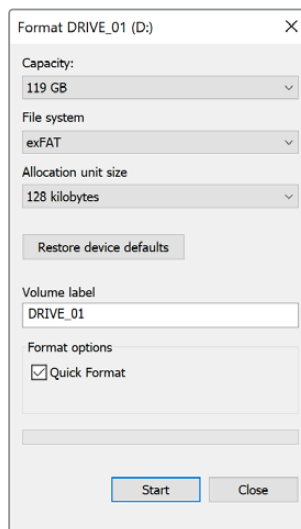 Format DRIVE_01 (D:)
Capacity:
119 GB
File system
exFAT
Allocation unit size
128 kilobytes
Restore device defaults
Volume label
DRIVE_01
Format options
Quick Format
Start Close